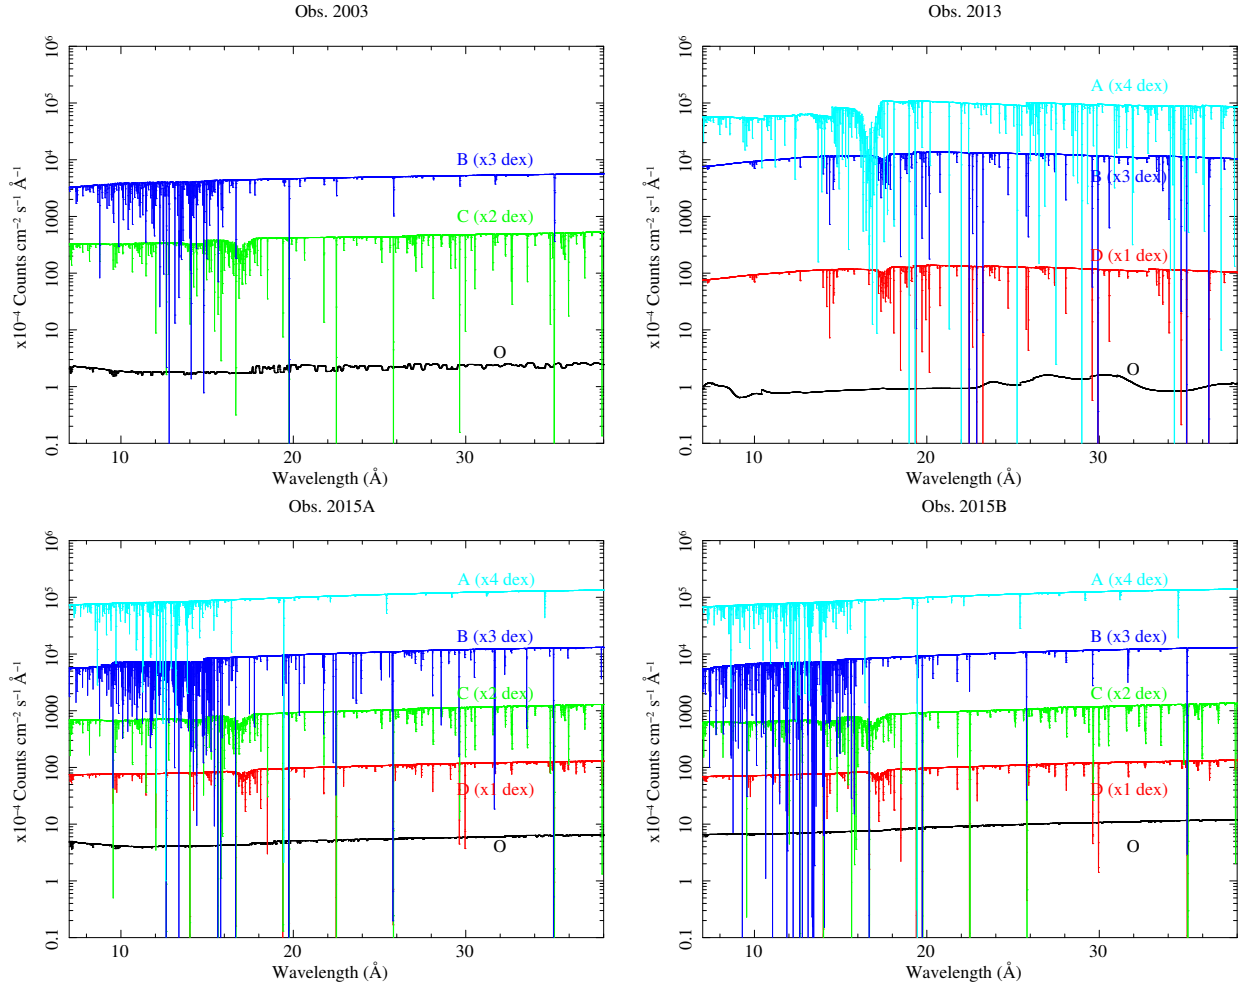 Obs. 2003
x10⁻⁴ Counts cm⁻² s⁻¹ Å⁻¹
0.1 1 10 100 1000 10⁴ 10⁵ 10⁶
B (x3 dex)
C (x2 dex)
O
10 20 30
Wavelength (Å)
Obs. 2013
x10⁻⁴ Counts cm⁻² s⁻¹ Å⁻¹
0.1 1 10 100 1000 10⁴ 10⁵ 10⁶
A (x4 dex)
B (x3 dex)
D (x1 dex)
O
10 20 30
Wavelength (Å)
Obs. 2015A
x10⁻⁴ Counts cm⁻² s⁻¹ Å⁻¹
0.1 1 10 100 1000 10⁴ 10⁵ 10⁶
A (x4 dex)
B (x3 dex)
C (x2 dex)
D (x1 dex)
O
10 20 30
Wavelength (Å)
Obs. 2015B
x10⁻⁴ Counts cm⁻² s⁻¹ Å⁻¹
0.1 1 10 100 1000 10⁴ 10⁵ 10⁶
A (x4 dex)
B (x3 dex)
C (x2 dex)
D (x1 dex)
O
10 20 30
Wavelength (Å)